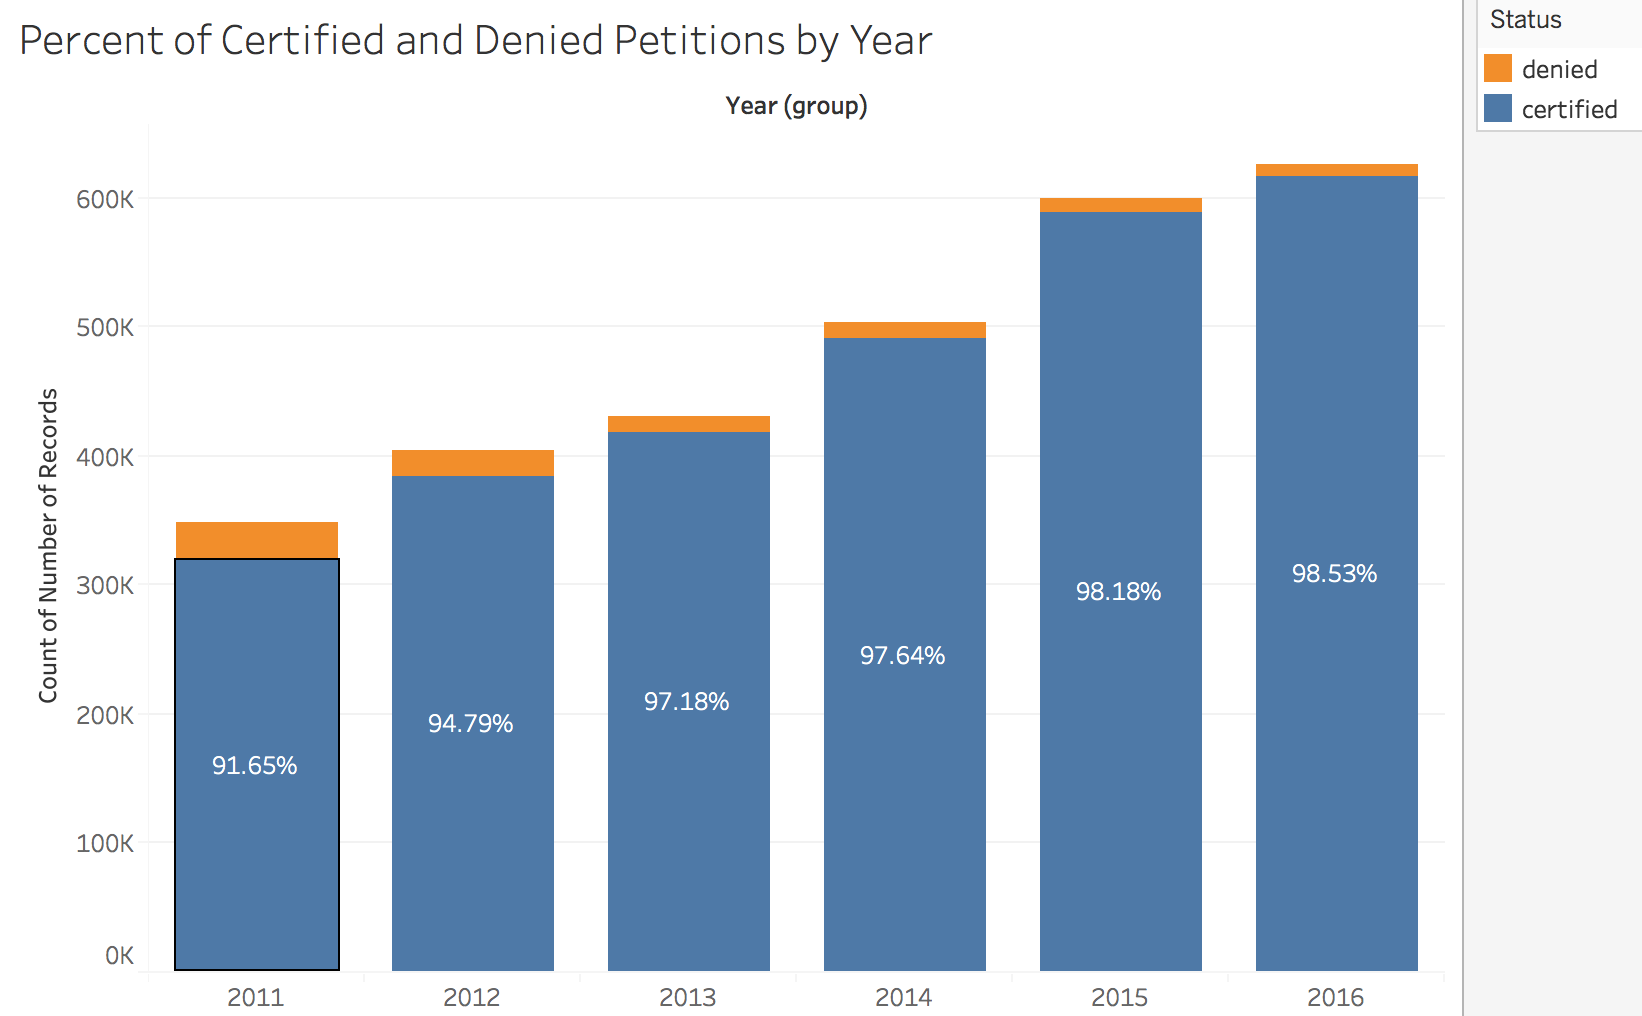 Percent of Certified and Denied Petitions by Year
Status
denied
certified
Year (group)
Count of Number of Records
600K
500K
400K
300K
200K
100K
0K
91.65%
94.79%
97.18%
97.64%
98.18%
98.53%
2011
2012
2013
2014
2015
2016